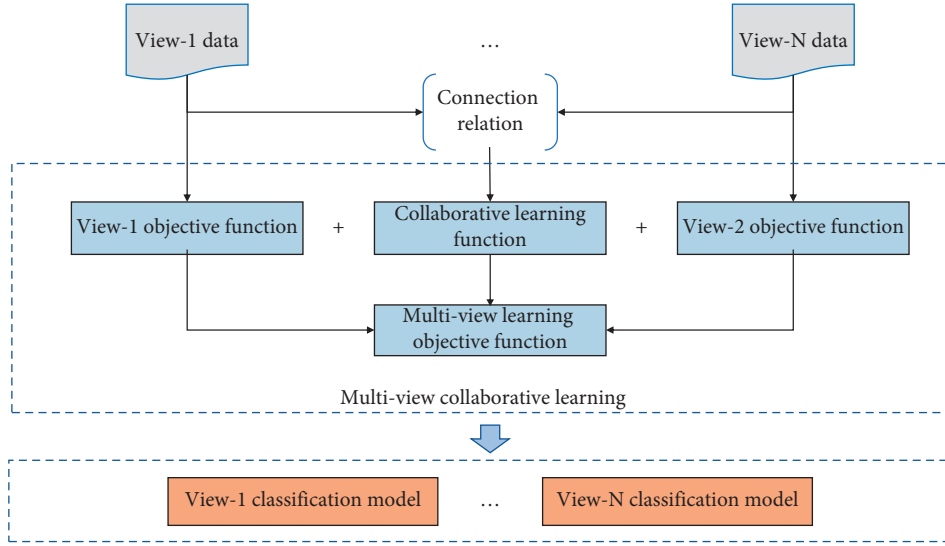 View-1 data
...
View-N data
Connection
relation
View-1 objective function
+
Collaborative learning
function
+
View-2 objective function
Multi-view learning
objective function
Multi-view collaborative learning
View-1 classification model
...
View-N classification model